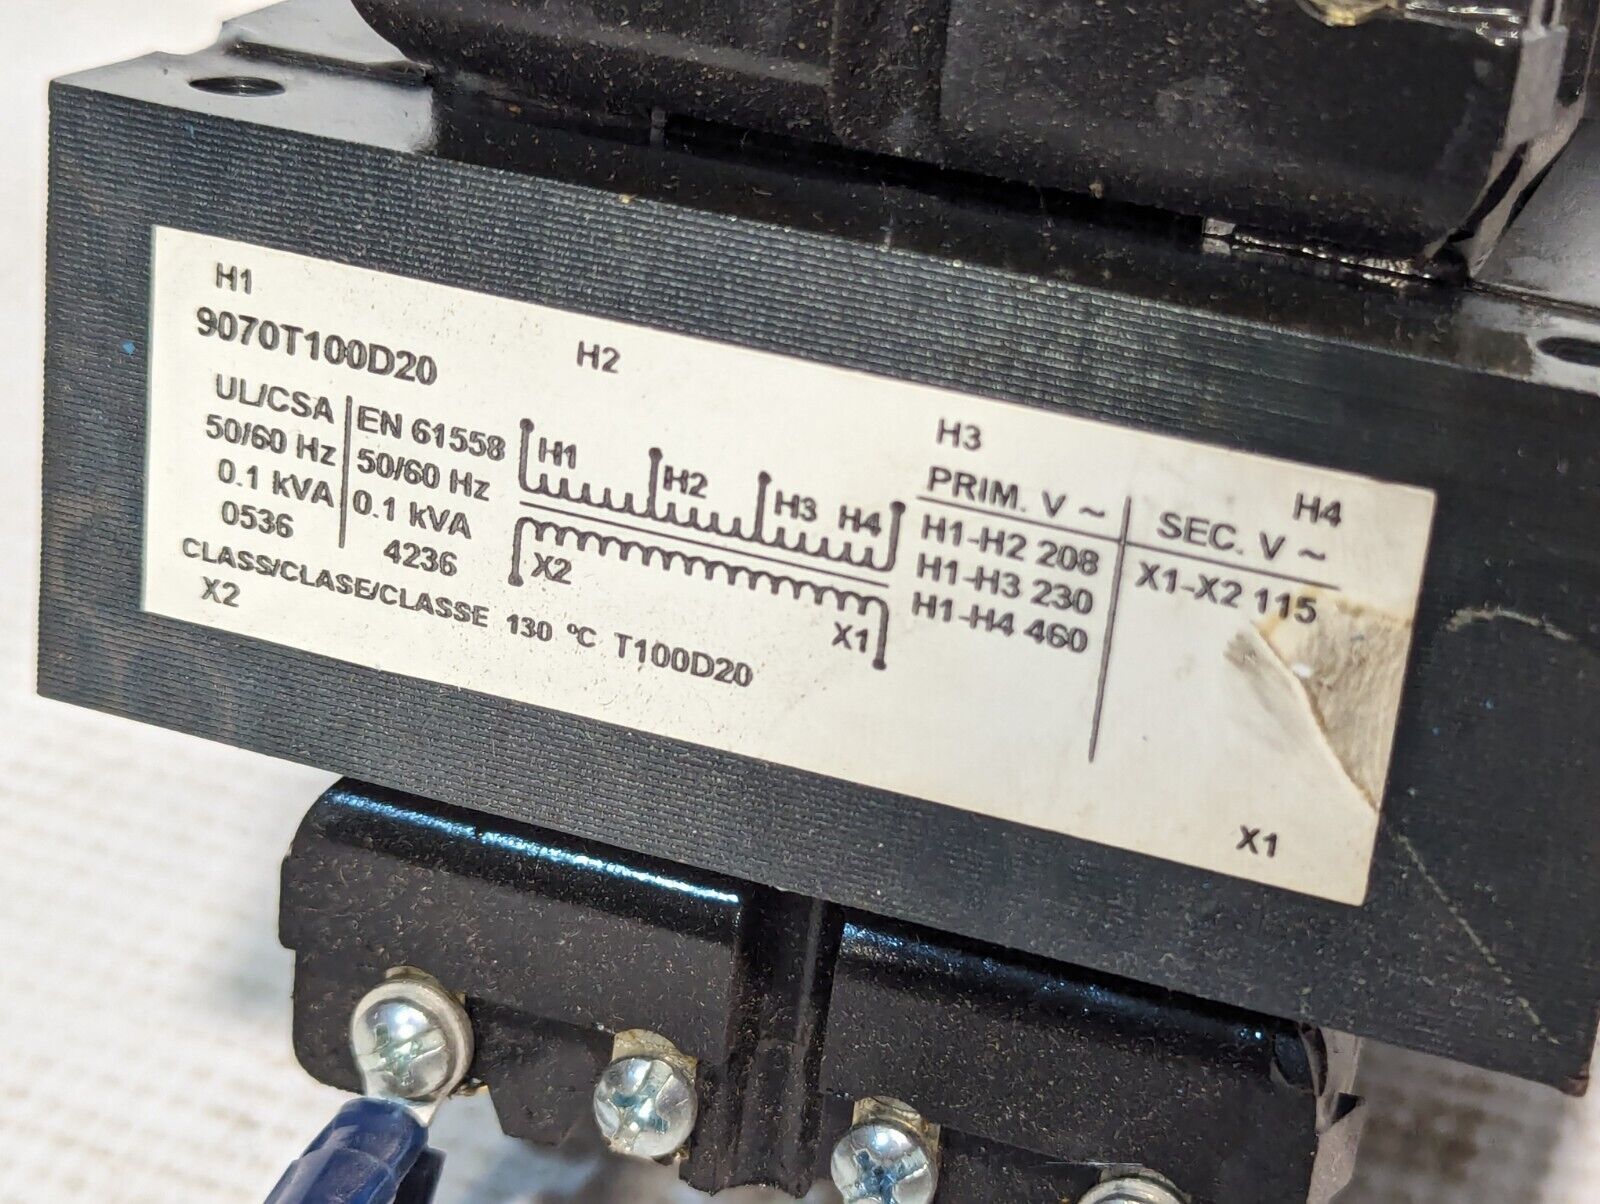 H1
H2
H3
H4
9070T100D20
UL/CSA
50/60 Hz
0.1 kVA
0536
EN 61558
50/60 Hz
0.1 kVA
4236
CLASS/CLASE/CLASSE 130 ºC T100D20
H1
H2
H3 H4
X2
X1
PRIM. V ~
H1-H2 208
H1-H3 230
H1-H4 460
SEC. V ~
X1-X2 115
X2
X1